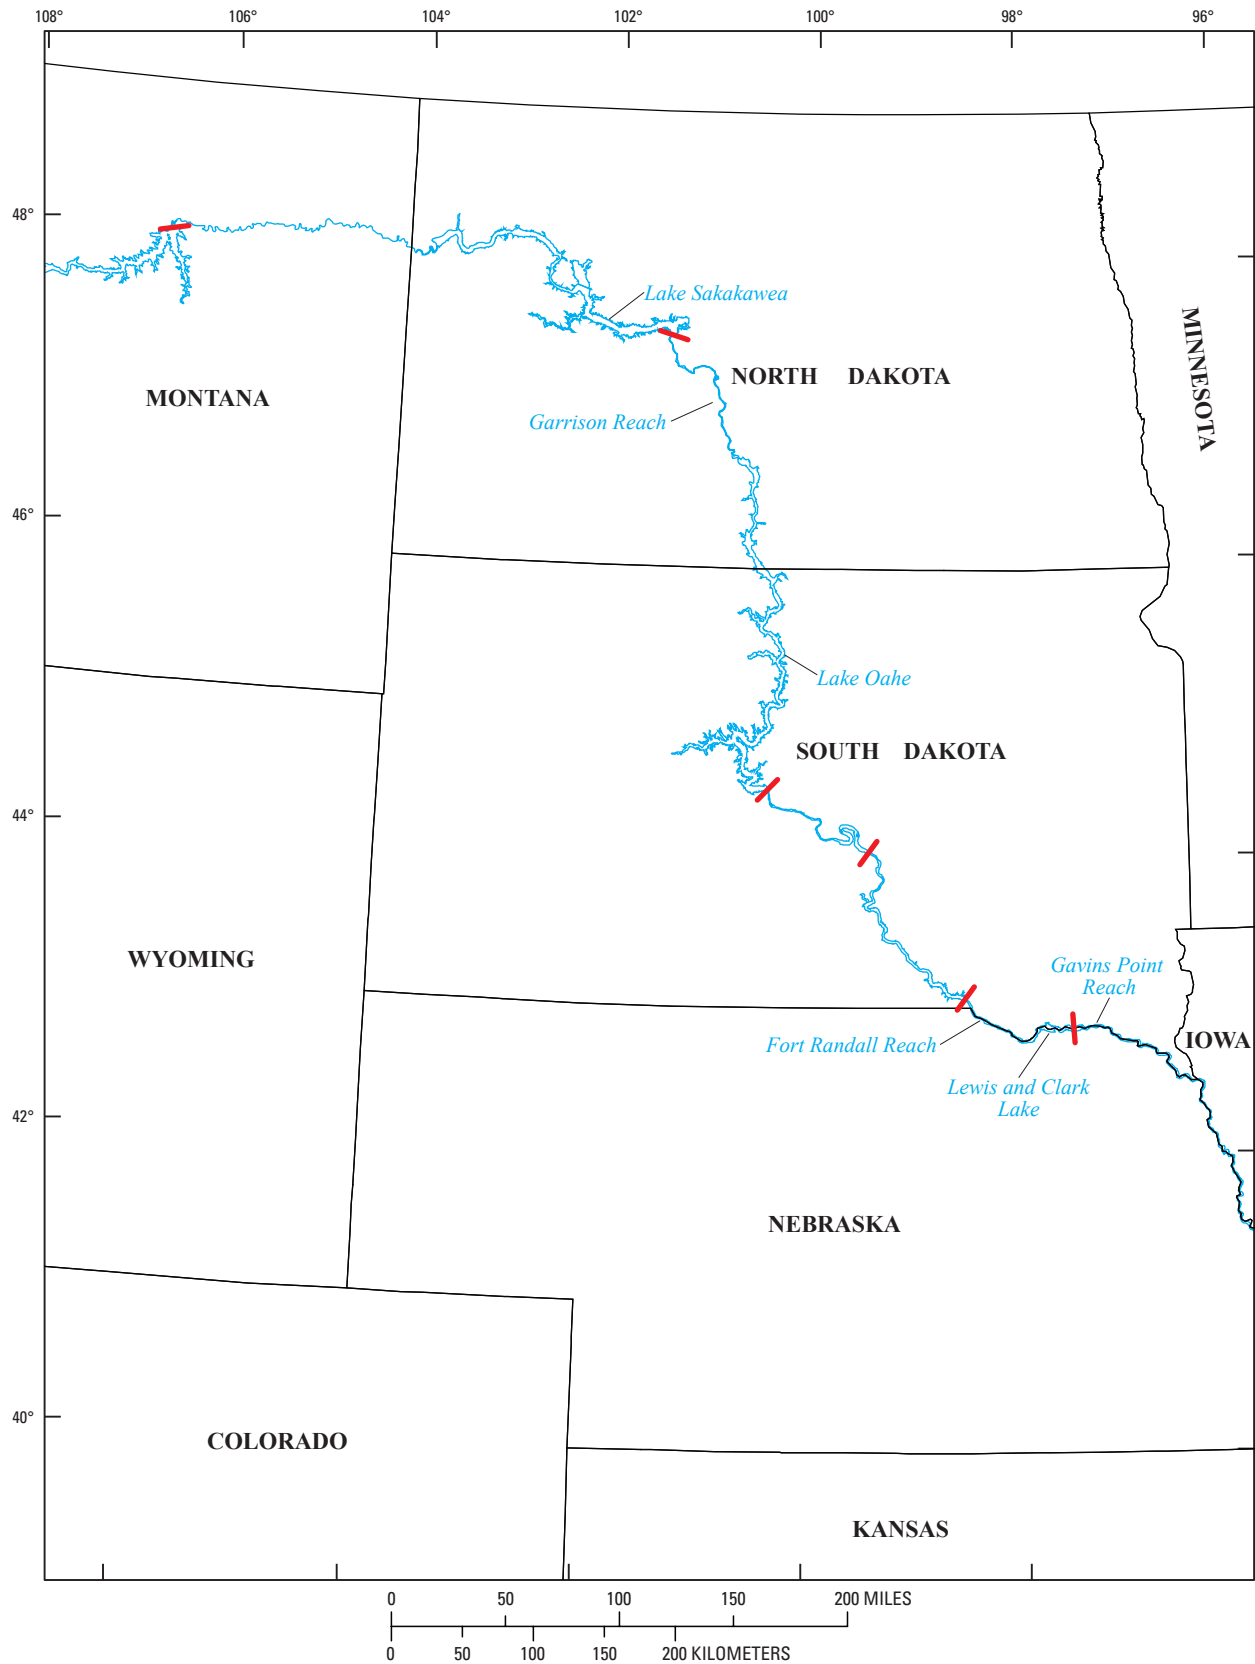 108° 106° 104° 102° 100° 98° 96°
48°
Lake Sakakawea
MINNESOTA
NORTH DAKOTA
MONTANA
Garrison Reach
46°
Lake Oahe
SOUTH DAKOTA
44°
WYOMING
Gavins Point
Reach
Fort Randall Reach
IOWA
Lewis and Clark
Lake
42°
NEBRASKA
40°
COLORADO
KANSAS
0 50 100 150 200 MILES
0 50 100 150 200 KILOMETERS